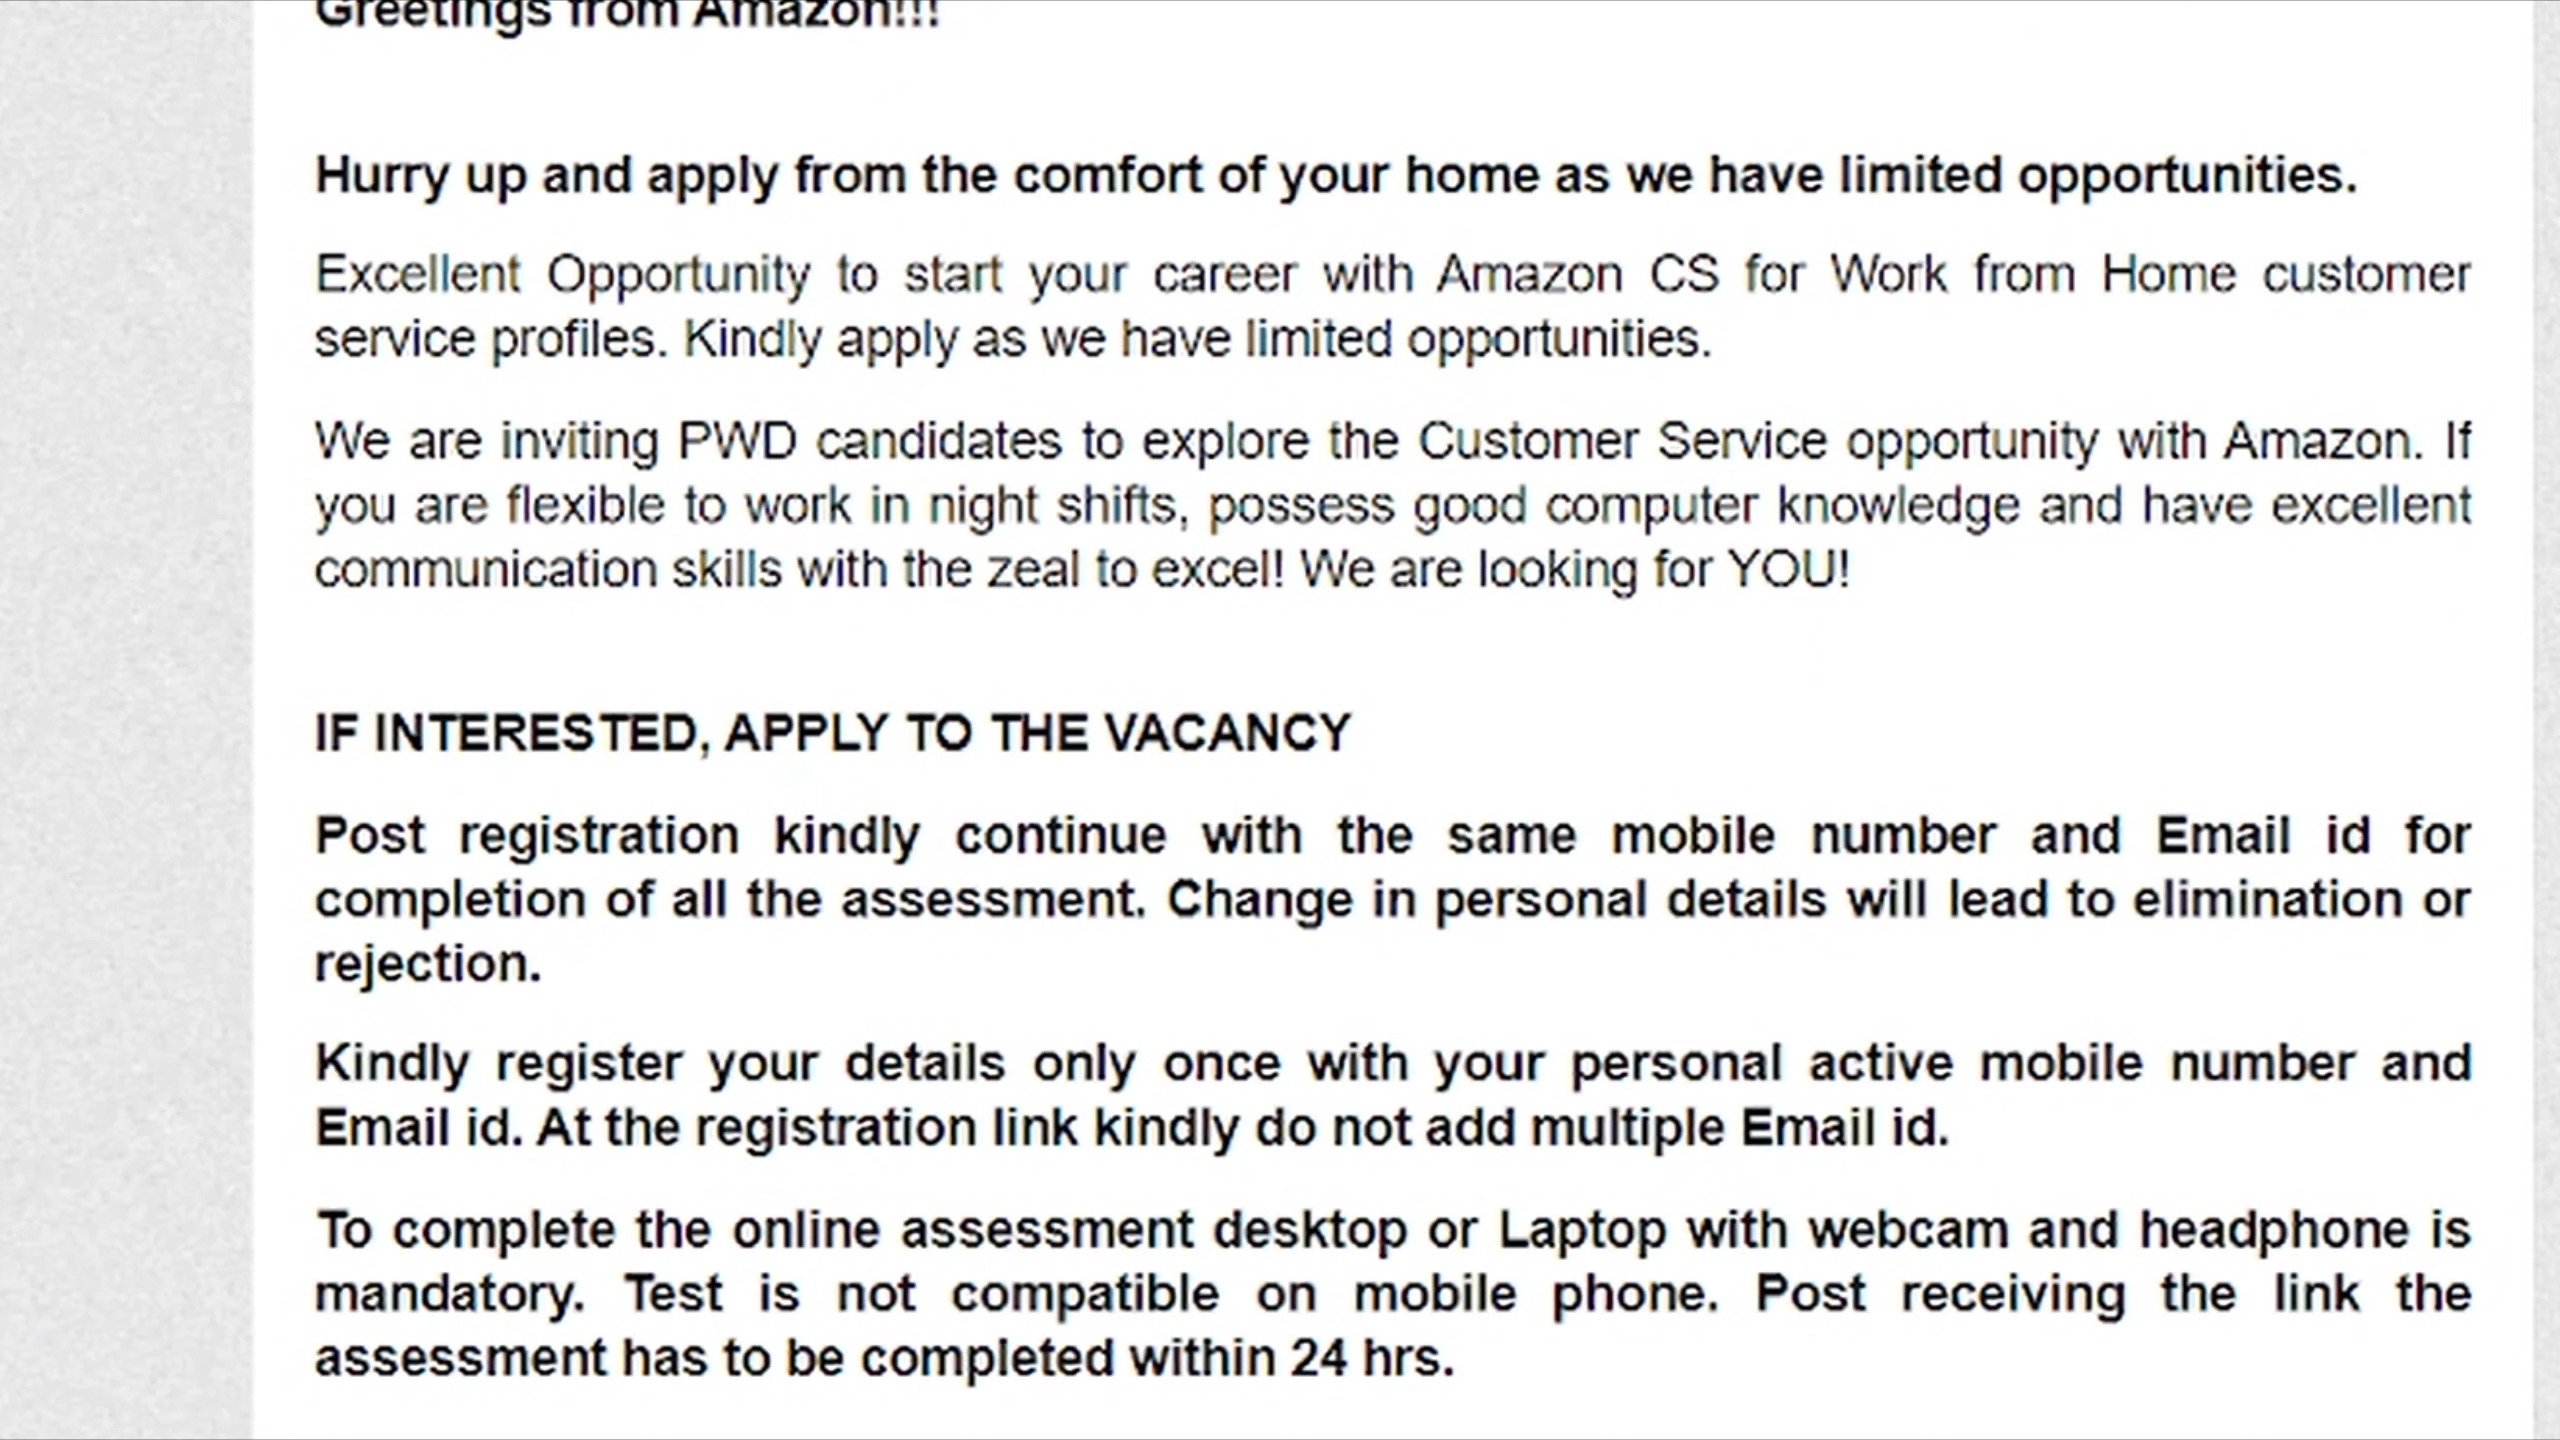 Greetings from Amazon!!!
Hurry up and apply from the comfort of your home as we have limited opportunities.
Excellent Opportunity to start your career with Amazon CS for Work from Home customer
service profiles. Kindly apply as we have limited opportunities.
We are inviting PWD candidates to explore the Customer Service opportunity with Amazon. If
you are flexible to work in night shifts, possess good computer knowledge and have excellent
communication skills with the zeal to excel! We are looking for YOU!
IF INTERESTED, APPLY TO THE VACANCY
Post registration kindly continue with the same mobile number and Email id for
completion of all the assessment. Change in personal details will lead to elimination or
rejection.
Kindly register your details only once with your personal active mobile number and
Email id. At the registration link kindly do not add multiple Email id.
To complete the online assessment desktop or Laptop with webcam and headphone is
mandatory. Test is not compatible on mobile phone. Post receiving the link the
assessment has to be completed within 24 hrs.